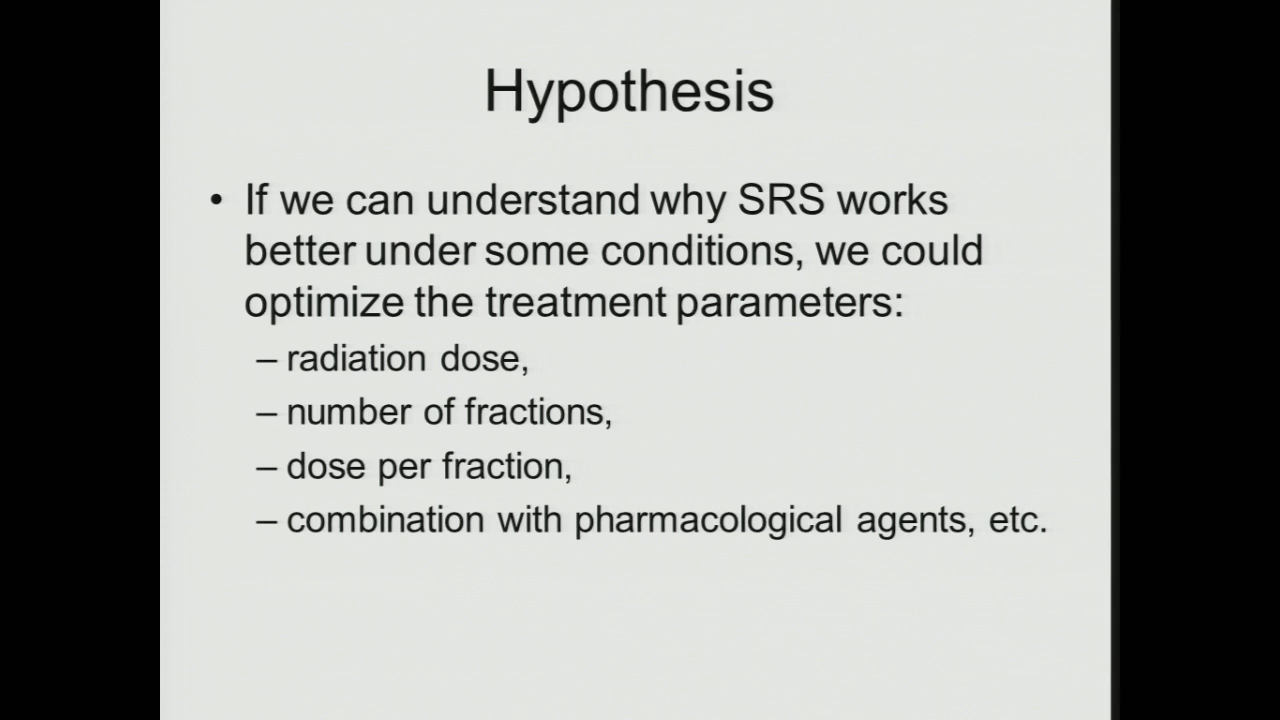 Hypothesis
• If we can understand why SRS works
better under some conditions, we could
optimize the treatment parameters:
– radiation dose,
– number of fractions,
– dose per fraction,
– combination with pharmacological agents, etc.